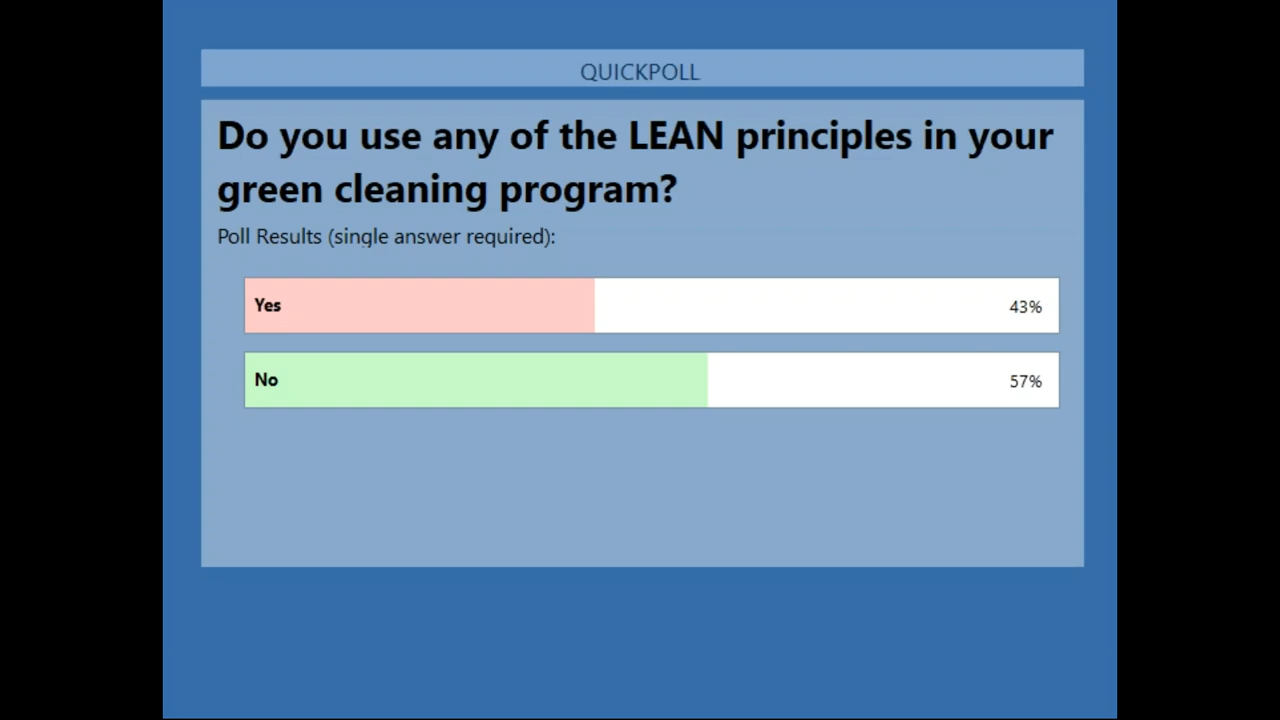 QUICKPOLL
Do you use any of the LEAN principles in your
green cleaning program?
Poll Results (single answer required):
Yes 43%
No 57%